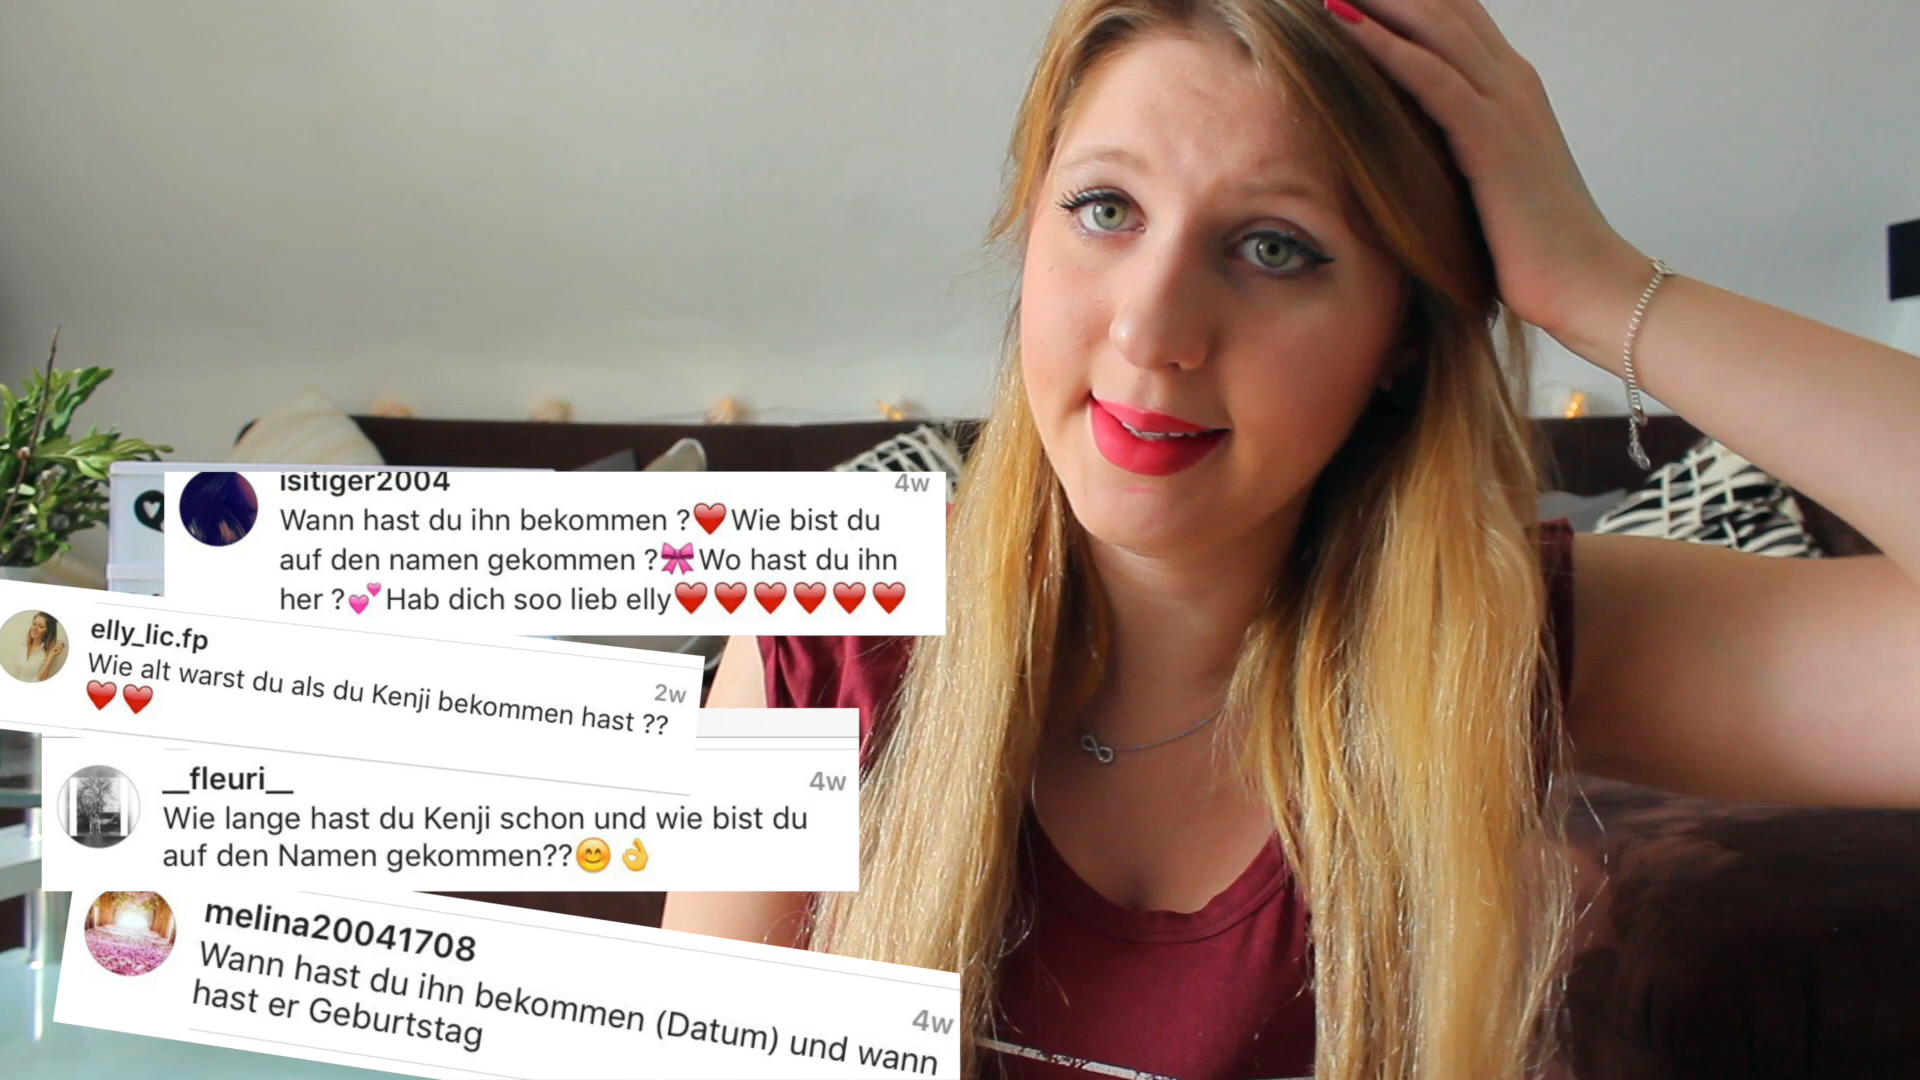 isitiger2004 4w
Wann hast du ihn bekommen ?❤️Wie bist du
auf den namen gekommen ?🎀Wo hast du ihn
her ?💕Hab dich soo lieb elly❤️❤️❤️❤️❤️❤️
elly_lic.fp 2w
Wie alt warst du als du Kenji bekommen hast ??
❤️❤️
__fleuri__ 4w
Wie lange hast du Kenji schon und wie bist du
auf den Namen gekommen??😊👌
melina20041708 4w
Wann hast du ihn bekommen (Datum) und wann
hast er Geburtstag